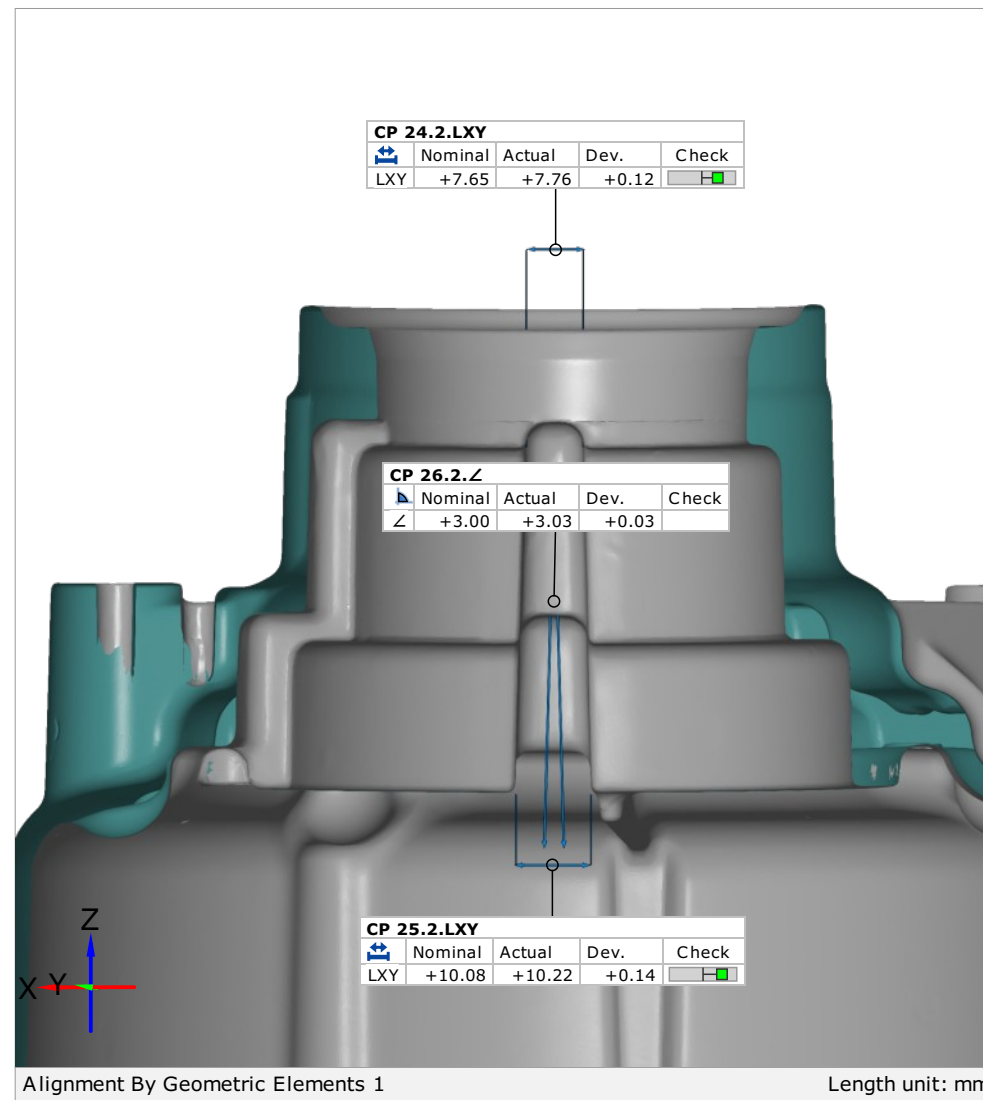 CP 24.2.LXY
Nominal Actual Dev. Check
LXY +7.65 +7.76 +0.12
CP 26.2.∠
Nominal Actual Dev. Check
∠ +3.00 +3.03 +0.03
CP 25.2.LXY
Nominal Actual Dev. Check
LXY +10.08 +10.22 +0.14
Z
X Y
Alignment By Geometric Elements 1 Length unit: mm